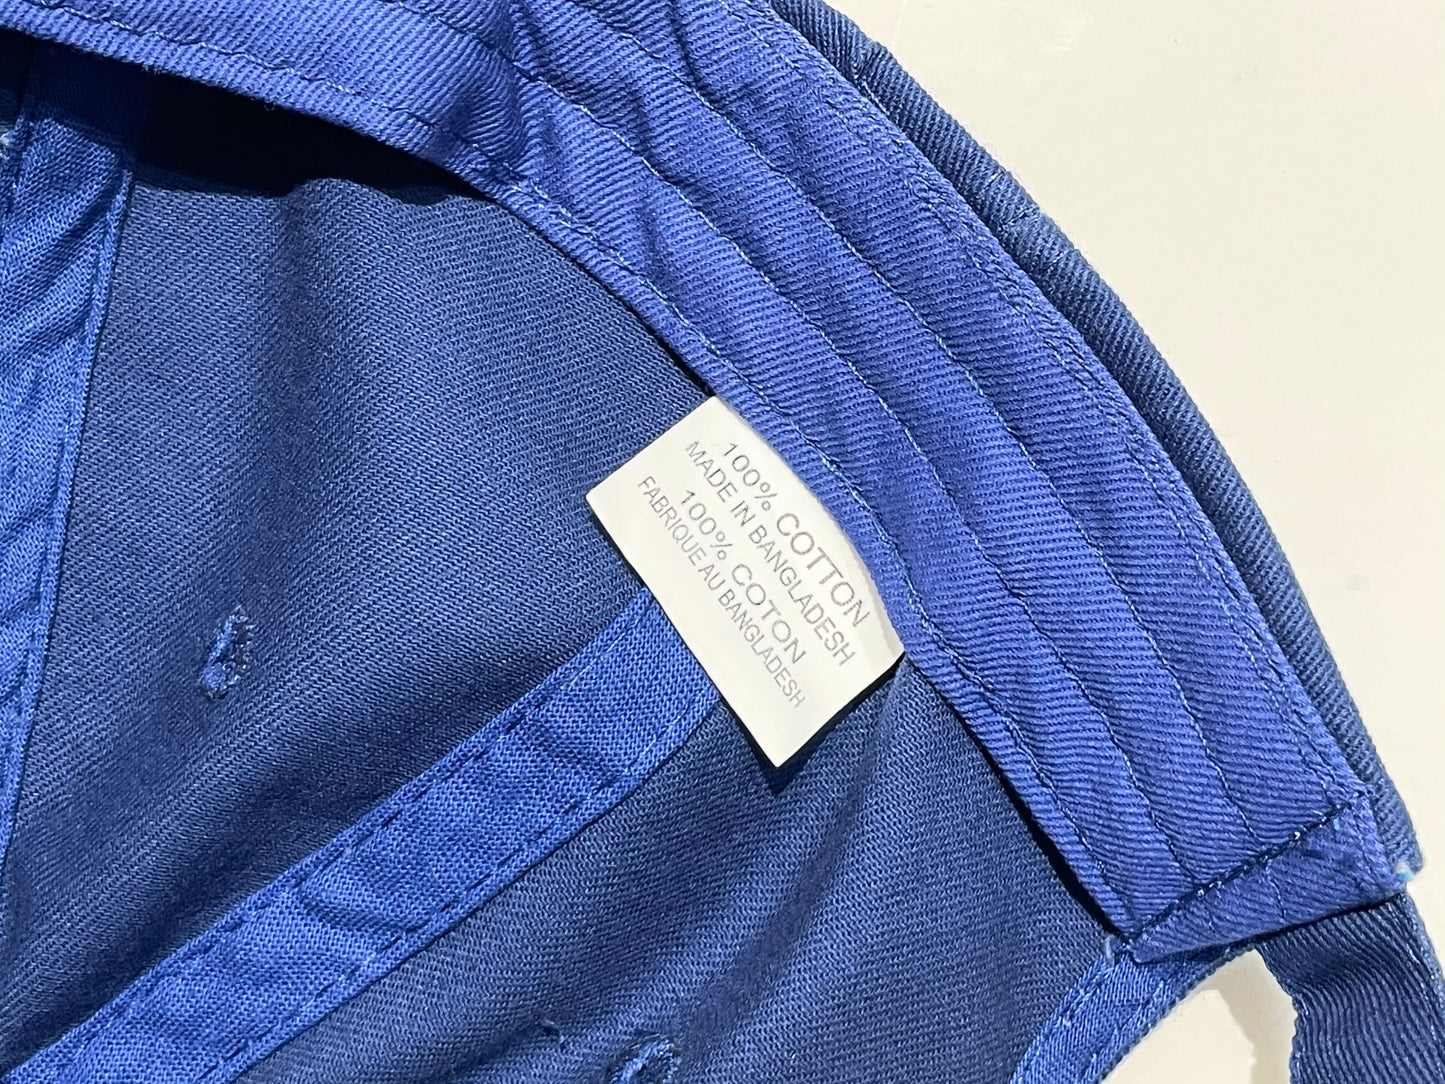 100% COTTON
MADE IN BANGLADESH
100% COTON
FABRIQUE AU BANGLADESH